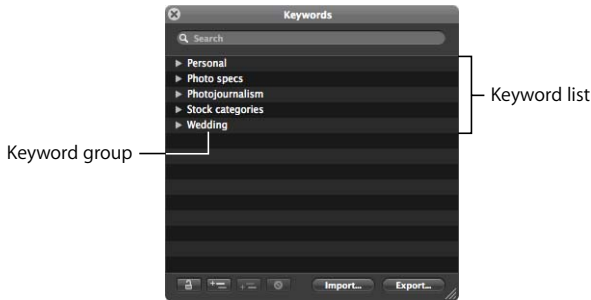 Keywords
Search
Personal
Photo specs
Photojournalism
Stock categories
Wedding
Keyword list
Keyword group
Import...
Export...